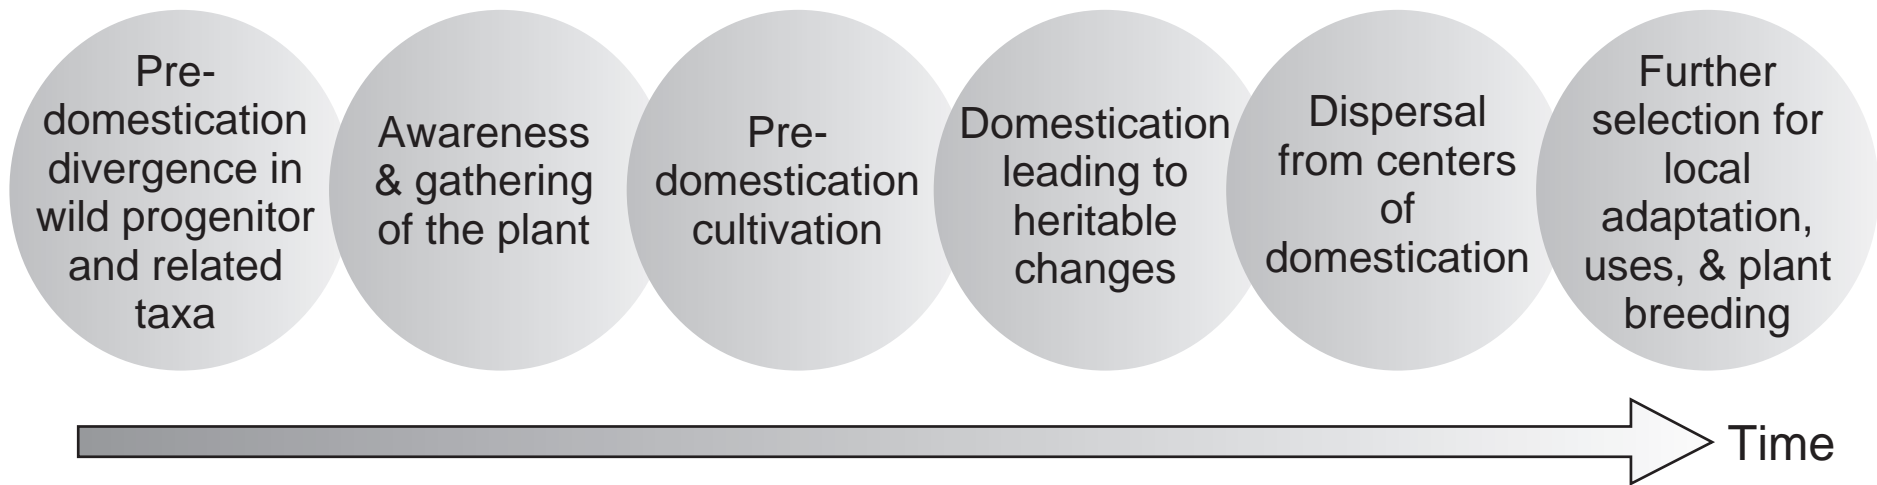 Pre-
domestication
divergence in
wild progenitor
and related
taxa
Awareness
& gathering
of the plant
Pre-
domestication
cultivation
Domestication
leading to
heritable
changes
Dispersal
from centers
of
domestication
Further
selection for
local
adaptation,
uses, & plant
breeding
Time